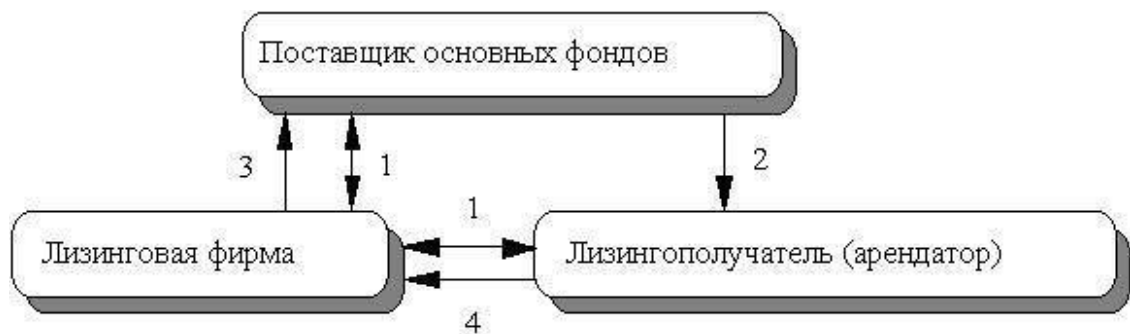 Поставщик основных фондов
3
1
2
1
Лизинговая фирма
Лизингополучатель (арендатор)
4